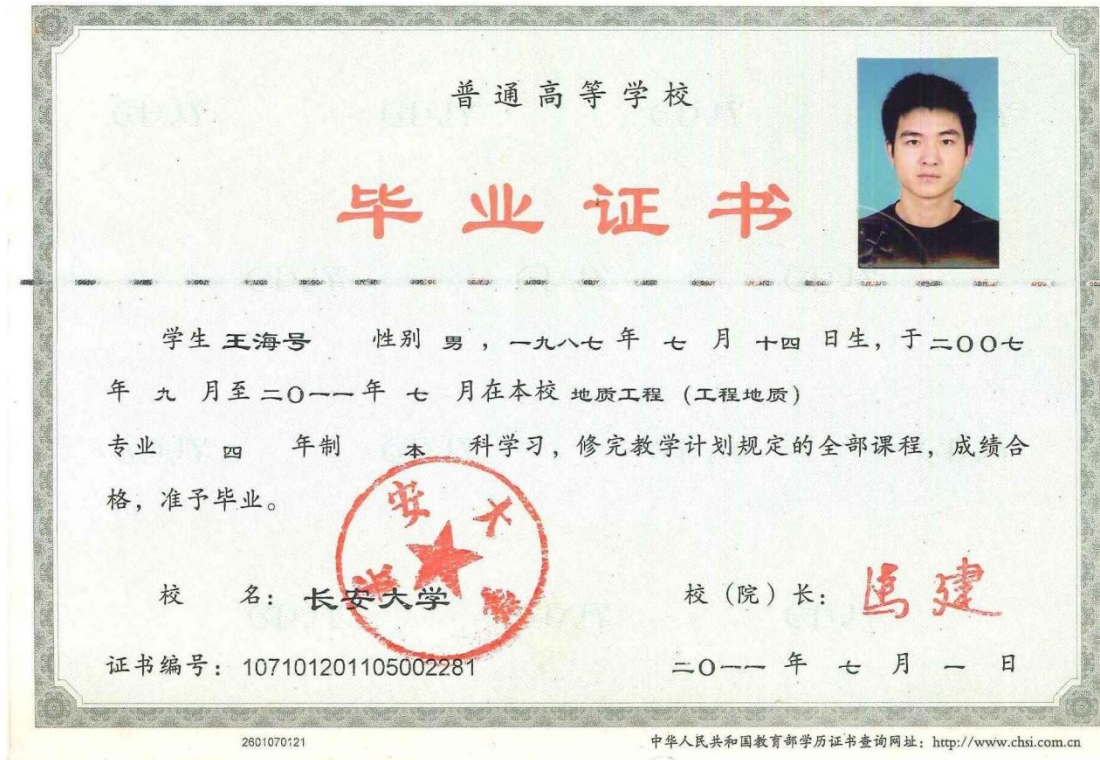 普通高等学校
毕业证书
学生 王海号 性别 男 ，一九八七 年 七 月 十四 日生，于 二〇〇七
年 九 月至 二〇一一 年 七 月在本校 地质工程（工程地质）
专业 四 年制 本 科学习，修完教学计划规定的全部课程，成绩合
格，准予毕业。
长安大学
校 名：长安大学
校（院）长：马建
证书编号：107101201105002281
二〇一一 年 七 月 一 日
2601070121
中华人民共和国教育部学历证书查询网址：http://www.chsi.com.cn